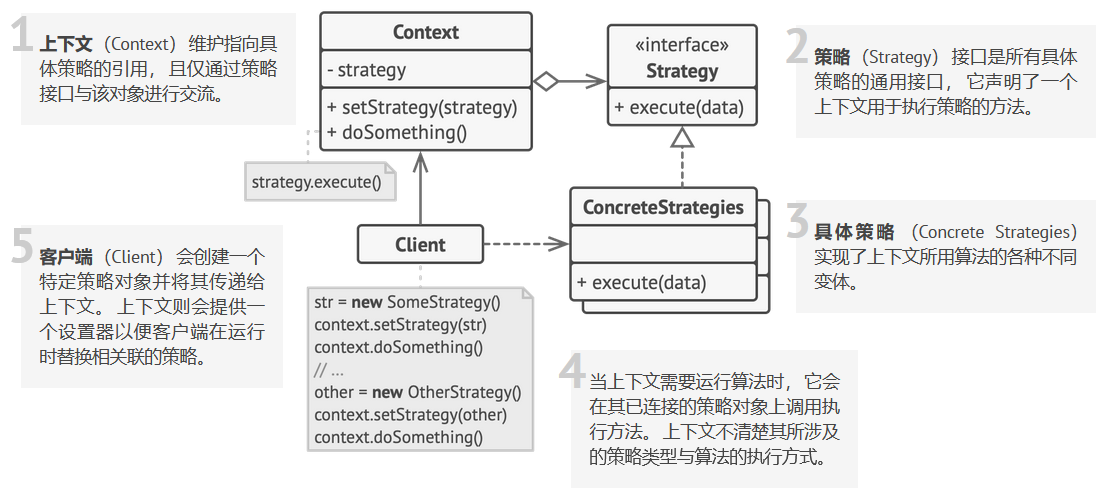 1
上下文（Context）维护指向具
体策略的引用，且仅通过策略
接口与该对象进行交流。
Context
- strategy
+ setStrategy(strategy)
+ doSomething()
strategy.execute()
«interface»
Strategy
+ execute(data)
2
策略（Strategy）接口是所有具体
策略的通用接口，它声明了一个
上下文用于执行策略的方法。
ConcreteStrategies
+ execute(data)
3
具体策略（Concrete Strategies）
实现了上下文所用算法的各种不同
变体。
4
当上下文需要运行算法时，它会
在其已连接的策略对象上调用执
行方法。上下文不清楚其所涉及
的策略类型与算法的执行方式。
5
客户端（Client）会创建一个
特定策略对象并将其传递给
上下文。上下文则会提供一
个设置器以便客户端在运行
时替换相关联的策略。
Client
str = new SomeStrategy()
context.setStrategy(str)
context.doSomething()
// ...
other = new OtherStrategy()
context.setStrategy(other)
context.doSomething()